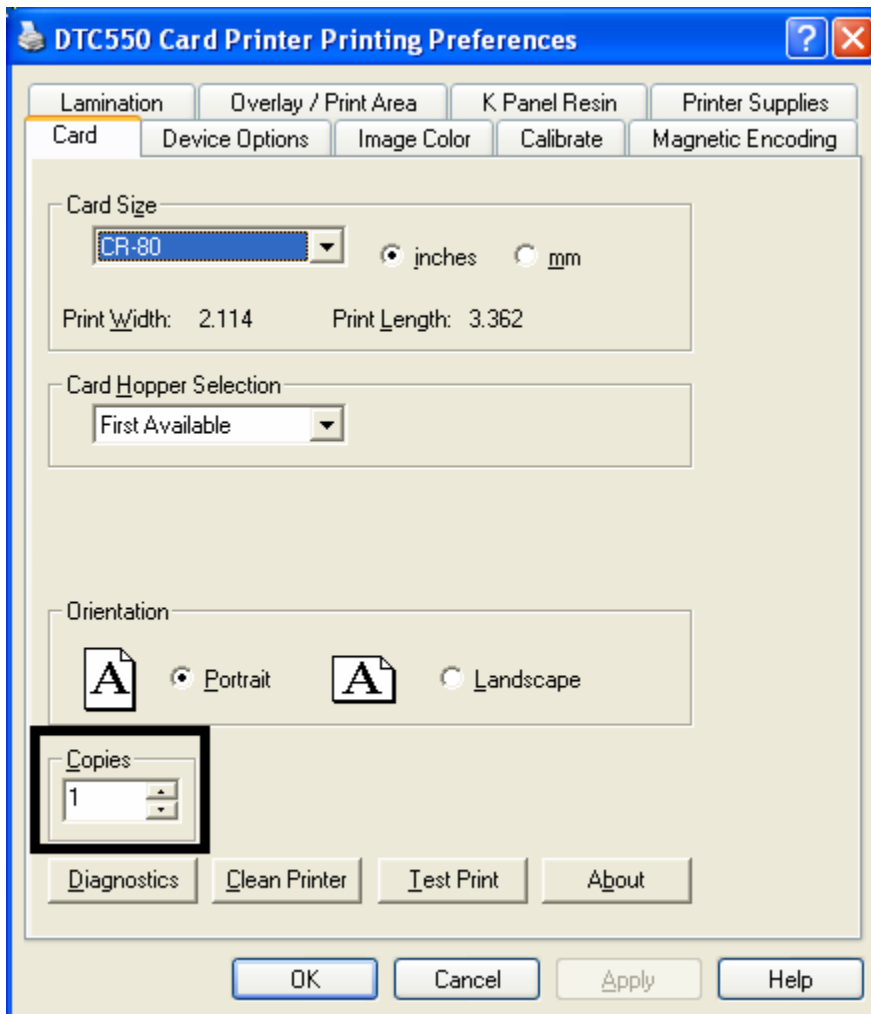 DTC550 Card Printer Printing Preferences
Lamination Overlay / Print Area K Panel Resin Printer Supplies
Card Device Options Image Color Calibrate Magnetic Encoding
Card Size
CR-80 inches mm
Print Width: 2.114 Print Length: 3.362
Card Hopper Selection
First Available
Orientation
A Portrait A Landscape
Copies
1
Diagnostics Clean Printer Test Print About
OK Cancel Apply Help